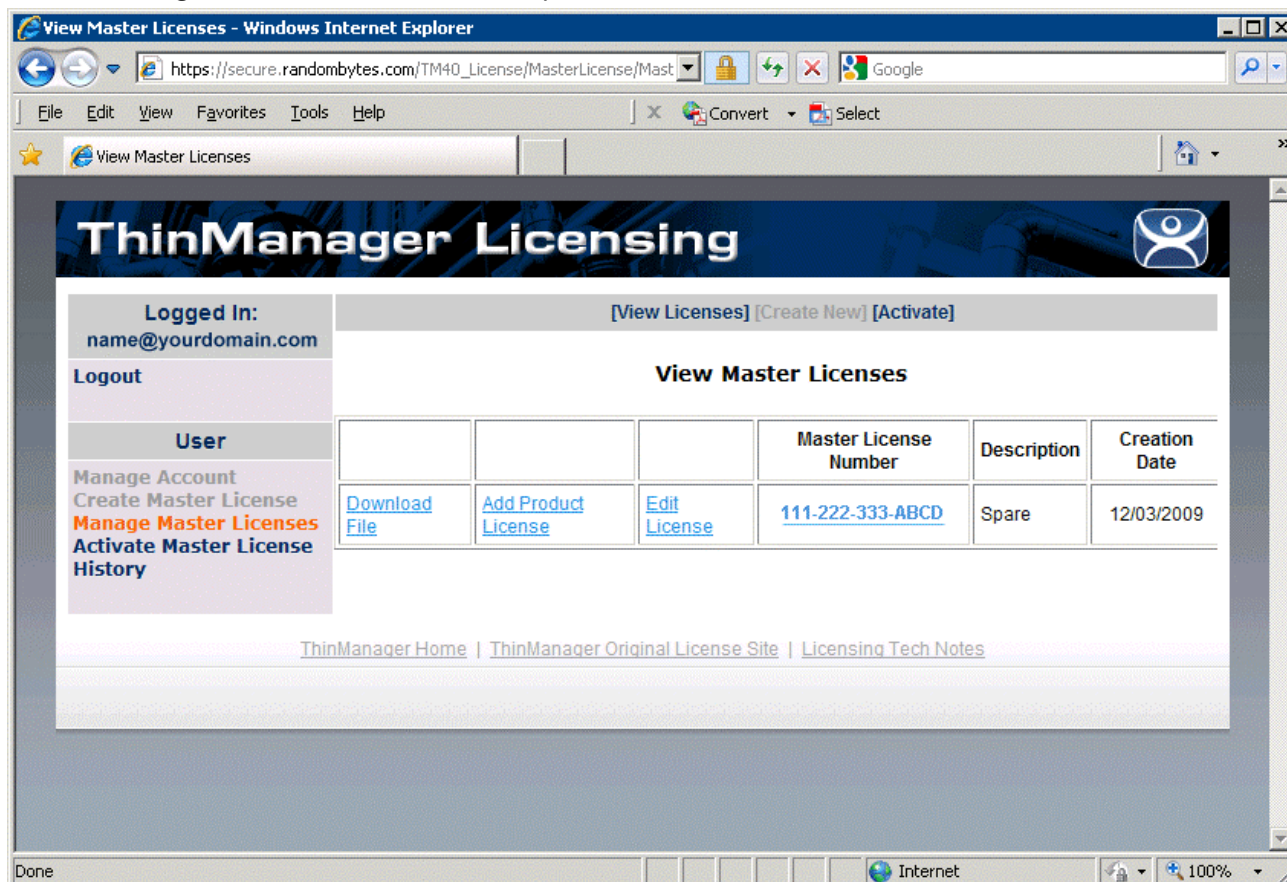 View Master Licenses - Windows Internet Explorer
https://secure.randombytes.com/TM40_License/MasterLicense/Mast
Google
File Edit View Favorites Tools Help
Convert
Select
View Master Licenses
ThinManager Licensing
Logged In:
name@yourdomain.com
Logout
User
Manage Account
Create Master License
Manage Master Licenses
Activate Master License
History
[View Licenses] [Create New] [Activate]
View Master Licenses
Master License Number
Description
Creation Date
Download File
Add Product License
Edit License
111-222-333-ABCD
Spare
12/03/2009
ThinManager Home | ThinManager Original License Site | Licensing Tech Notes
Done
Internet
100%